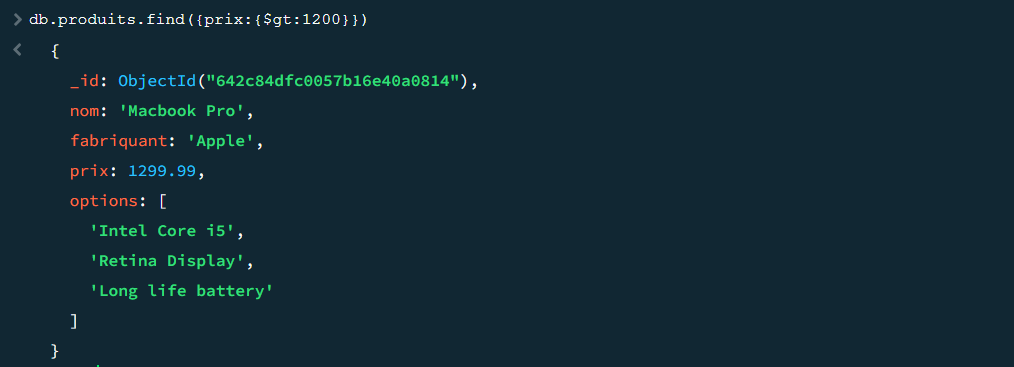 > db.produits.find({prix:{$gt:1200}})
< {
_id: ObjectId("642c84dfc0057b16e40a0814"),
nom: 'Macbook Pro',
fabriquant: 'Apple',
prix: 1299.99,
options: [
'Intel Core i5',
'Retina Display',
'Long life battery'
]
}